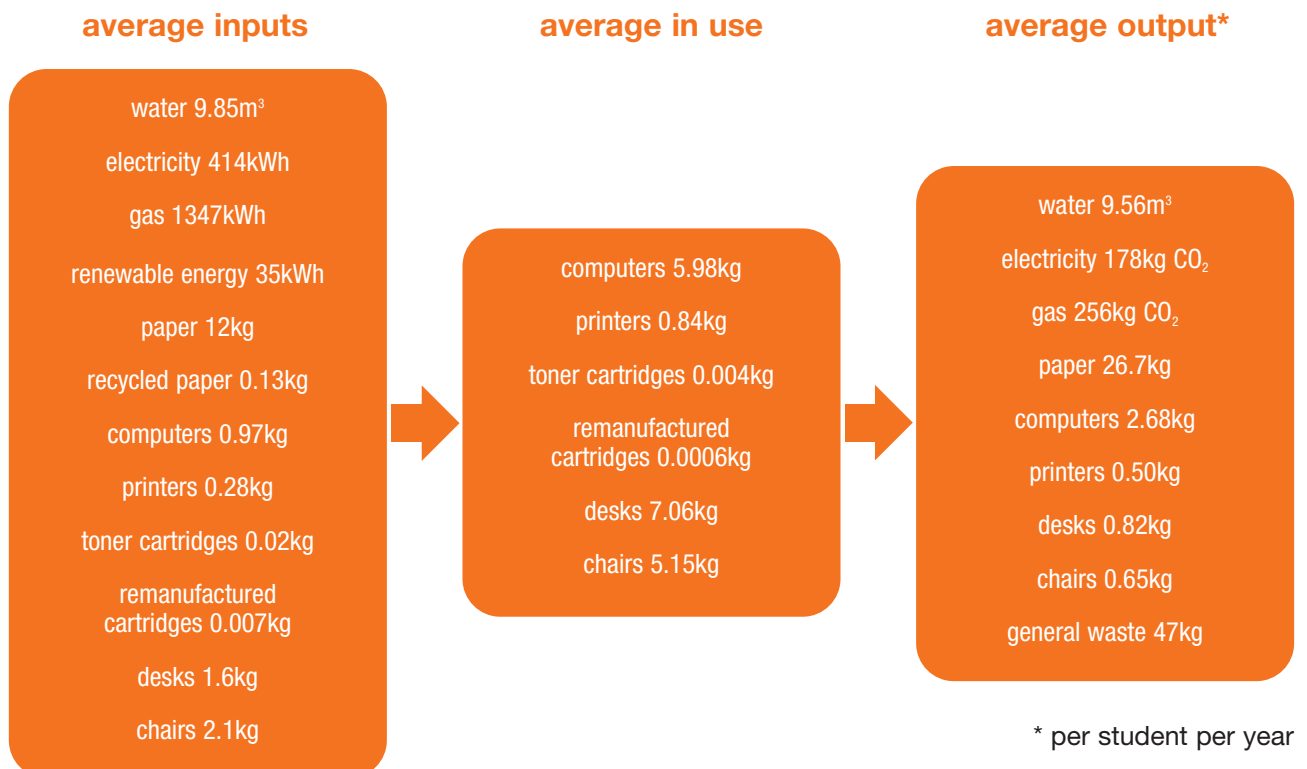 average inputs
average in use
average output*
water 9.85m³
electricity 414kWh
gas 1347kWh
renewable energy 35kWh
paper 12kg
recycled paper 0.13kg
computers 0.97kg
printers 0.28kg
toner cartridges 0.02kg
remanufactured
cartridges 0.007kg
desks 1.6kg
chairs 2.1kg
computers 5.98kg
printers 0.84kg
toner cartridges 0.004kg
remanufactured
cartridges 0.0006kg
desks 7.06kg
chairs 5.15kg
water 9.56m³
electricity 178kg CO₂
gas 256kg CO₂
paper 26.7kg
computers 2.68kg
printers 0.50kg
desks 0.82kg
chairs 0.65kg
general waste 47kg
* per student per year